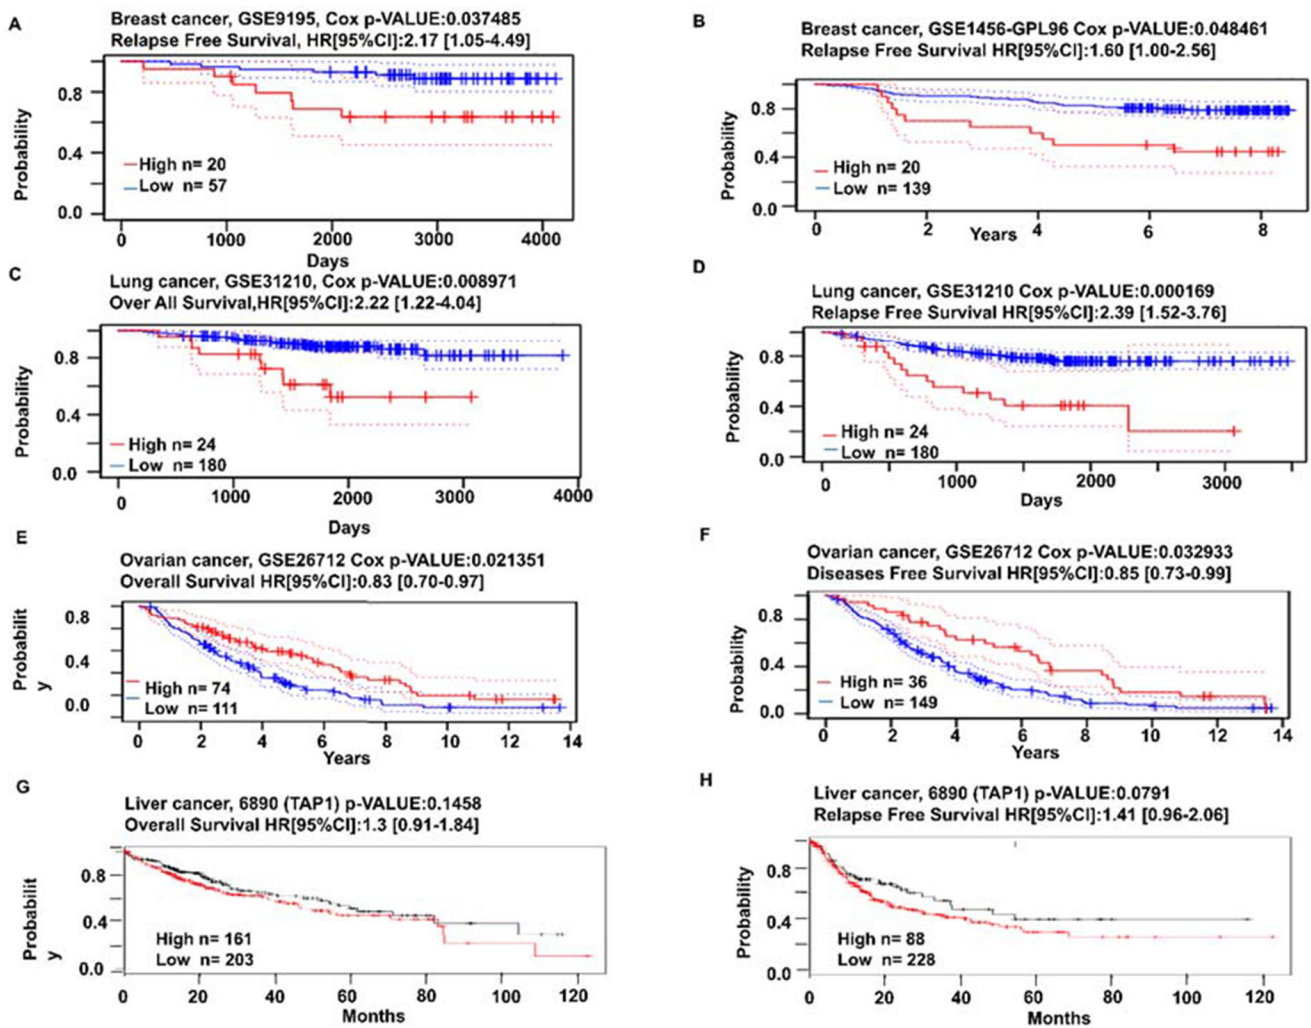 A
Breast cancer, GSE9195, Cox p-VALUE:0.037485
Relapse Free Survival, HR[95%CI]:2.17 [1.05-4.49]
Probability
0.8
0.4
0.0
High n= 20
Low n= 57
0 1000 2000 3000 4000
Days
B
Breast cancer, GSE1456-GPL96 Cox p-VALUE:0.048461
Relapse Free Survival HR[95%CI]:1.60 [1.00-2.56]
Probability
0.8
0.4
0.0
High n= 20
Low n= 139
0 2 4 6 8
Years
C
Lung cancer, GSE31210, Cox p-VALUE:0.008971
Over All Survival,HR[95%CI]:2.22 [1.22-4.04]
Probability
0.8
0.4
0.0
High n= 24
Low n= 180
0 1000 2000 3000 4000
Days
D
Lung cancer, GSE31210 Cox p-VALUE:0.000169
Relapse Free Survival HR[95%CI]:2.39 [1.52-3.76]
Probability
0.8
0.4
0.0
High n= 24
Low n= 180
0 1000 2000 3000
Days
E
Ovarian cancer, GSE26712 Cox p-VALUE:0.021351
Overall Survival HR[95%CI]:0.83 [0.70-0.97]
Probabilit
y
0.8
0.4
0.0
High n= 74
Low n= 111
0 2 4 6 8 10 12 14
Years
F
Ovarian cancer, GSE26712 Cox p-VALUE:0.032933
Diseases Free Survival HR[95%CI]:0.85 [0.73-0.99]
Probability
0.8
0.4
0.0
High n= 36
Low n= 149
0 2 4 6 8 10 12 14
Years
G
Liver cancer, 6890 (TAP1) p-VALUE:0.1458
Overall Survival HR[95%CI]:1.3 [0.91-1.84]
Probabilit
y
0.8
0.4
0.0
High n= 161
Low n= 203
0 20 40 60 80 100 120
Months
H
Liver cancer, 6890 (TAP1) p-VALUE:0.0791
Relapse Free Survival HR[95%CI]:1.41 [0.96-2.06]
Probability
0.8
0.4
0.0
High n= 88
Low n= 228
0 20 40 60 80 100 120
Months